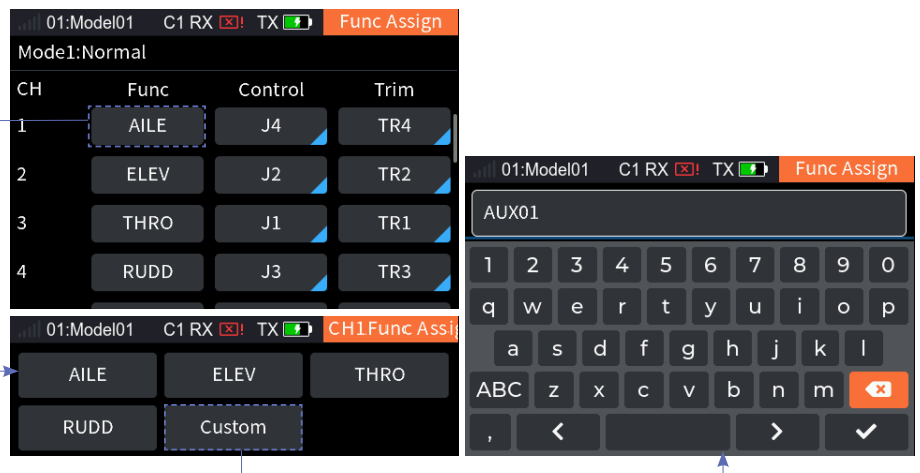 01:Model01 C1 RX ! TX Func Assign
Mode1:Normal
CH Func Control Trim
1 AILE J4 TR4
2 ELEV J2 TR2
3 THRO J1 TR1
4 RUDD J3 TR3
01:Model01 C1 RX ! TX CH1Func Assi
AILE ELEV THRO
RUDD Custom
01:Model01 C1 RX ! TX Func Assign
AUX01
1 2 3 4 5 6 7 8 9 0
q w e r t y u i o p
a s d f g h j k l
ABC z x c v b n m
,